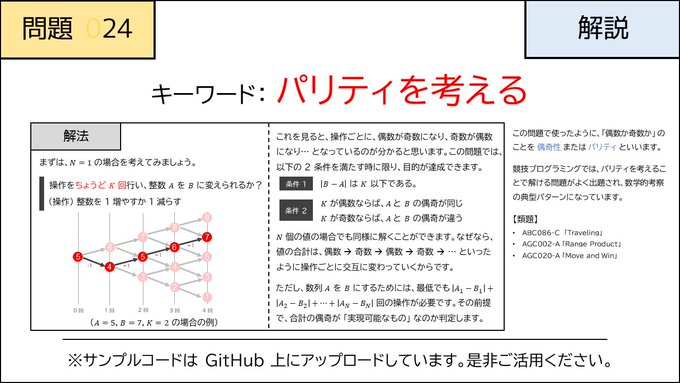 問題 024
解説
キーワード: パリティを考える
解法
まずは、N = 1 の場合を考えてみましょう。
操作をちょうど K 回行い、整数 A を B に変えられるか?
(操作) 整数を 1 増やすか 1 減らす
9
8
7 7
6 6
5 5 5
4 4
3 3
2
1
-1 +1 +1 +1
0 回 1 回 2 回 3 回 4 回
(A = 5, B = 7, K = 2 の場合の例)
これを見ると、操作ごとに、偶数が奇数になり、奇数が偶数
になり… となっているのが分かると思います。この問題では、
以下の 2 条件を満たす時に限り、目的が達成できます。
条件 1 |B − A| は K 以下である。
条件 2 K が偶数ならば、A と B の偶奇が同じ
K が奇数ならば、A と B の偶奇が違う
N 個の値の場合でも同様に解くことができます。なぜなら、
値の合計は、偶数 → 奇数 → 偶数 → 奇数 → … といった
ように操作ごとに交互に変わっていくからです。
ただし、数列 A を B にするためには、最低でも |A1 − B1| +
|A2 − B2| + ⋯ + |AN − BN| 回の操作が必要です。その前提
で、合計の偶奇が「実現可能なもの」なのか判定します。
この問題で使ったように、「偶数か奇数か」の
ことを 偶奇性 または パリティ といいます。
競技プログラミングでは、パリティを考えるこ
とで解ける問題がよく出題され、数学的考察
の典型パターンになっています。
【類題】
• ABC086-C 「Traveling」
• AGC002-A「Range Product」
• AGC020-A「Move and Win」
※サンプルコードは GitHub 上にアップロードしています。是非ご活用ください。